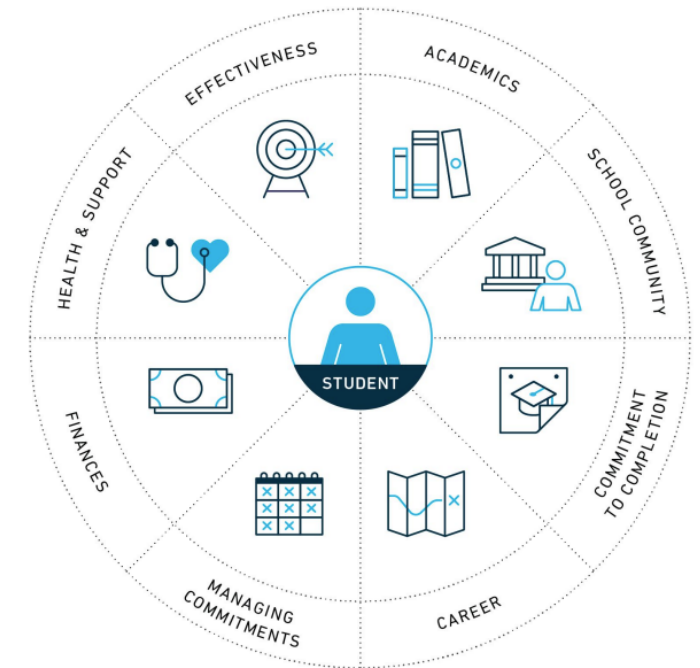 EFFECTIVENESS
ACADEMICS
HEALTH & SUPPORT
SCHOOL COMMUNITY
STUDENT
FINANCES
COMMITMENT
TO COMPLETION
MANAGING
COMMITMENTS
CAREER